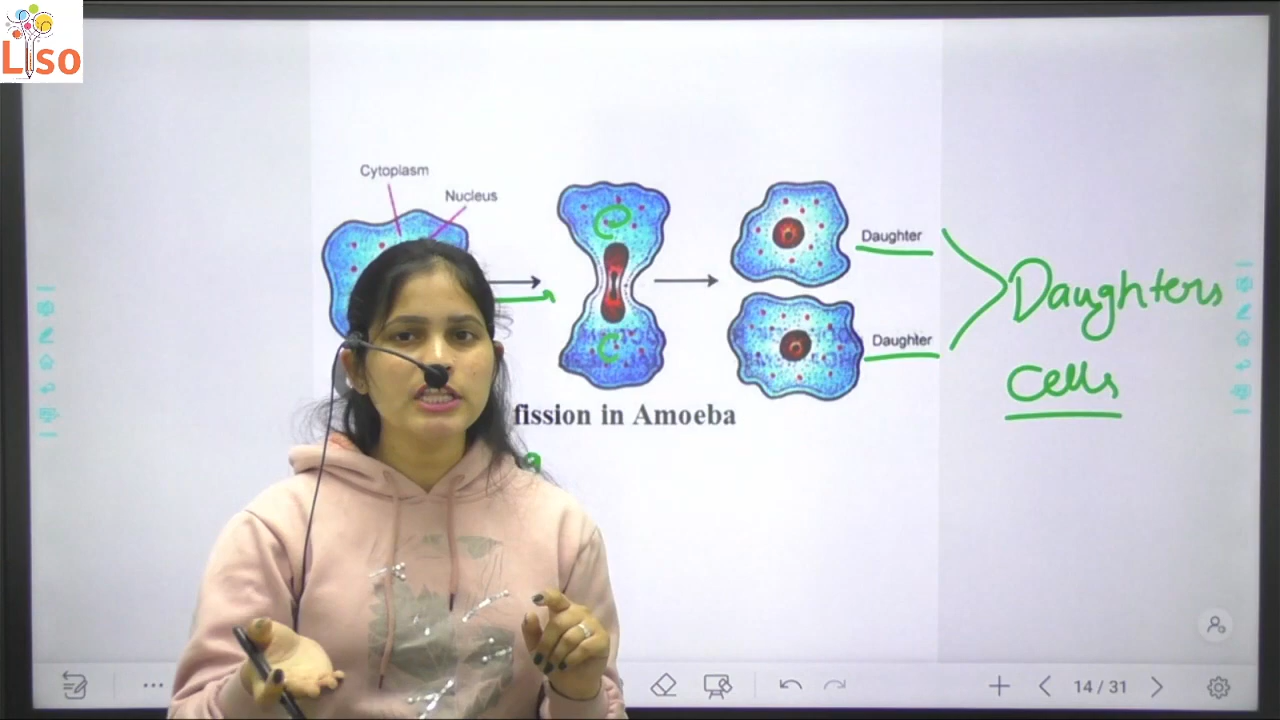 Liso
Cytoplasm
Nucleus
Daughter
Daughter
Daughters
Cells
fission in Amoeba
14 / 31